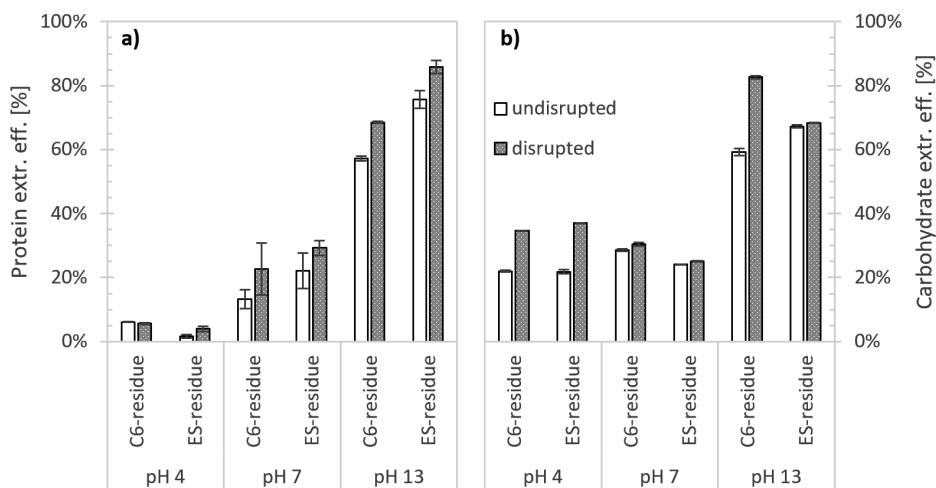 a)
Protein extr. eff. [%]
100%
80%
60%
40%
20%
0%
C6-residue
ES-residue
C6-residue
ES-residue
C6-residue
ES-residue
pH 4
pH 7
pH 13
b)
undisrupted
disrupted
C6-residue
ES-residue
C6-residue
ES-residue
C6-residue
ES-residue
pH 4
pH 7
pH 13
100%
80%
60%
40%
20%
0%
Carbohydrate extr. eff. [%]